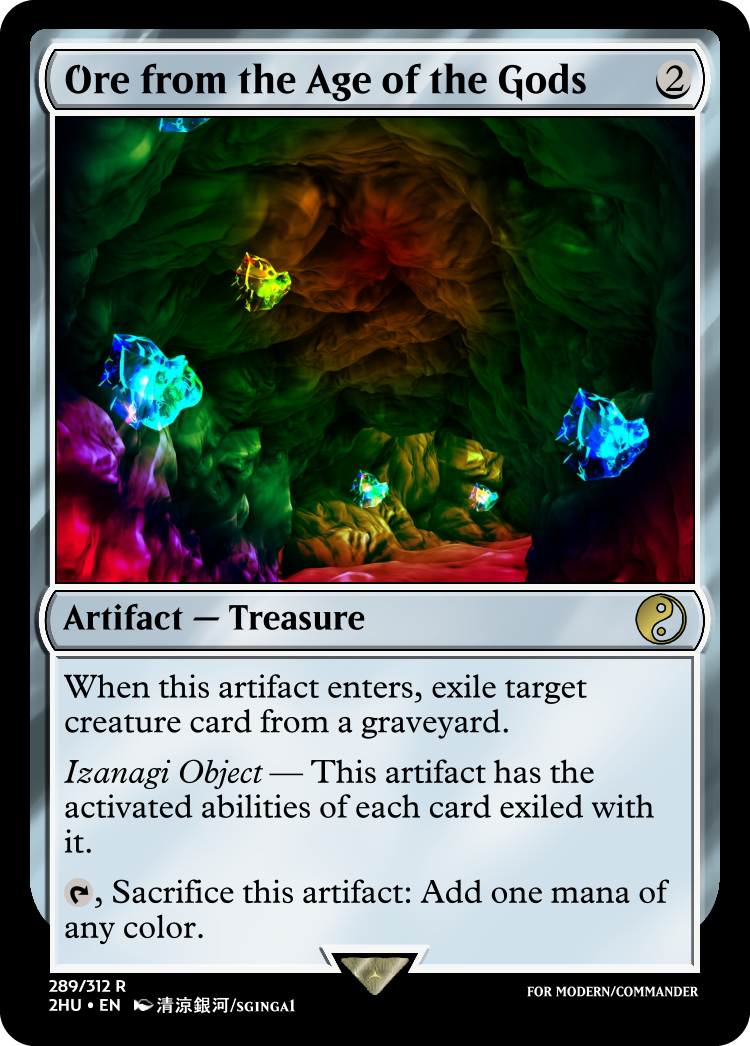 Ore from the Age of the Gods 2
Artifact — Treasure
When this artifact enters, exile target
creature card from a graveyard.
Izanagi Object — This artifact has the
activated abilities of each card exiled with
it.
, Sacrifice this artifact: Add one mana of
any color.
289/312 R
2HU • EN 清涼銀河/SGINGA1
FOR MODERN/COMMANDER